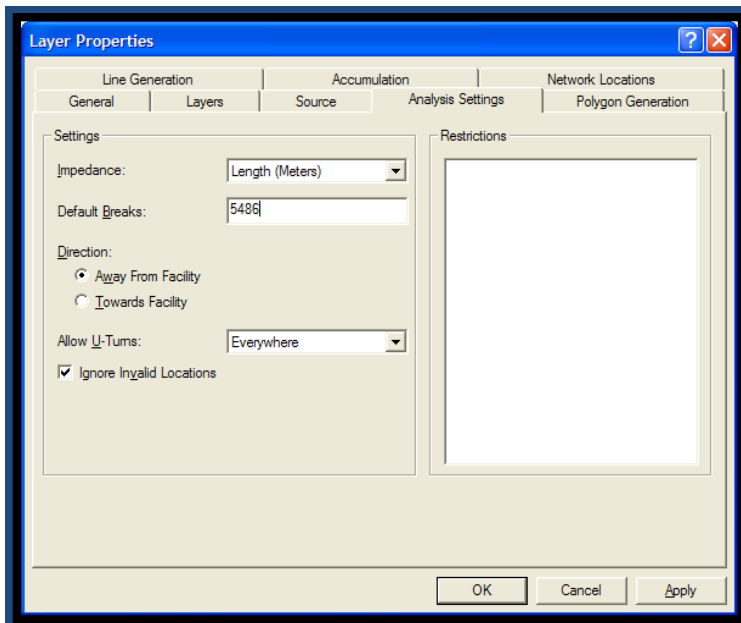 Layer Properties
Line Generation Accumulation Network Locations
General Layers Source Analysis Settings Polygon Generation
Settings
Impedance: Length (Meters)
Default Breaks: 5486
Direction:
Away From Facility
Towards Facility
Allow U-Turns: Everywhere
Ignore Invalid Locations
Restrictions
OK Cancel Apply